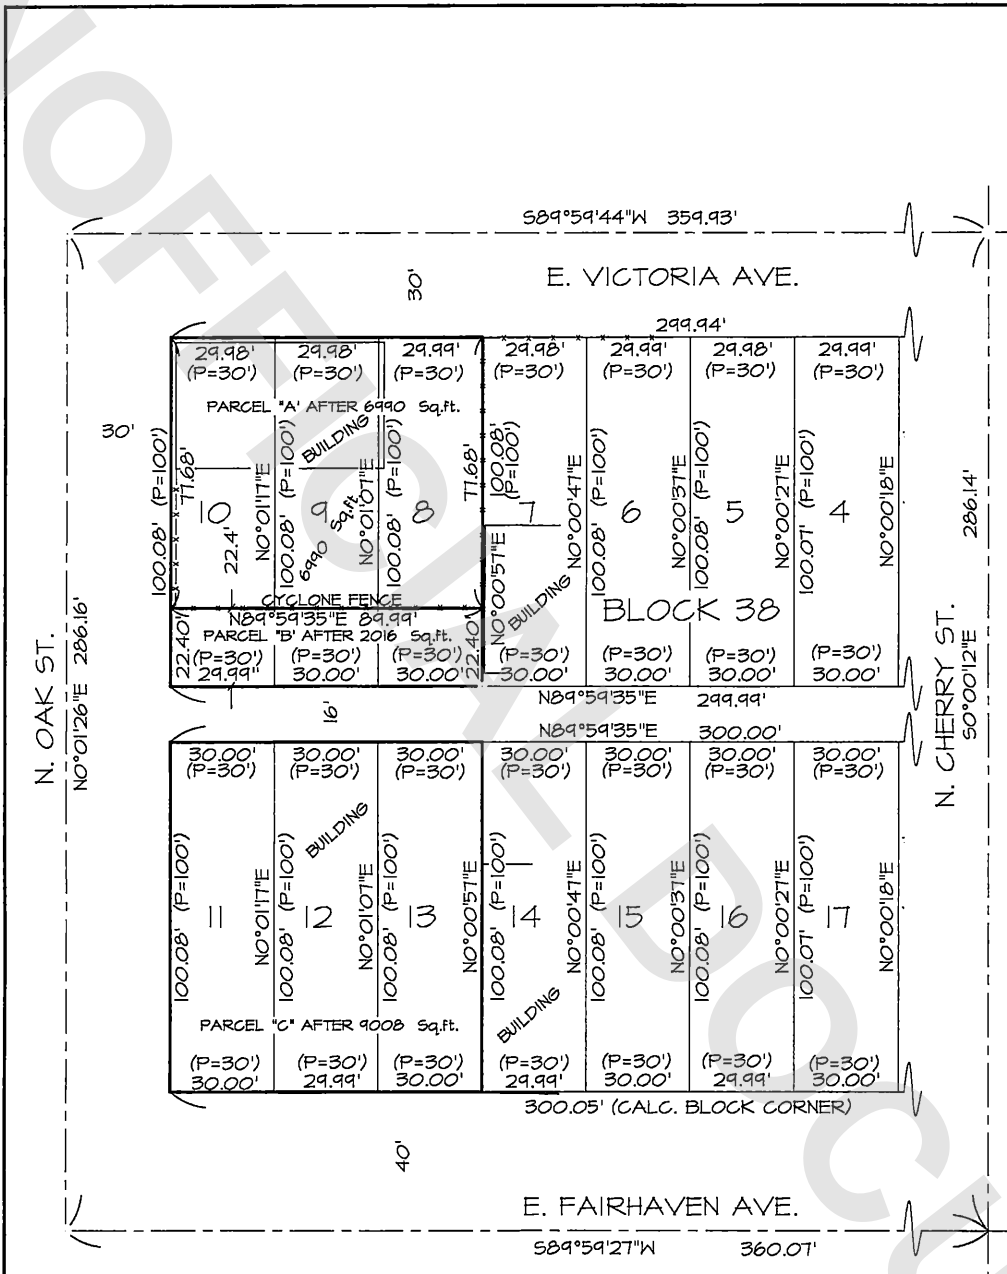 S89°59'44"W 359.93'
E. VICTORIA AVE.
30'
299.94'
29.98' 29.98' 29.99' 29.98' 29.99' 29.98' 29.99'
(P=30') (P=30') (P=30') (P=30') (P=30') (P=30') (P=30')
PARCEL "A' AFTER 6990 Sq.ft.
30'
BUILDING
100.08' (P=100')
77.68'
10
22.4'
N0°01'17"E
100.08' (P=100')
9
6990 Sq.ft.
N0°01'07"E
100.08' (P=100')
8
77.68'
100.08'
(P=100')
7
N0°00'57"E
BUILDING
N0°00'47"E
100.08' (P=100')
6
N0°00'37"E
100.08' (P=100')
5
N0°00'27"E
100.07' (P=100')
4
N0°00'18"E
286.14'
CYCLONE FENCE
BLOCK 38
N89°59'35"E 89.99'
PARCEL "B' AFTER 2016 Sq.ft.
22.40'
22.40'
(P=30') (P=30') (P=30') (P=30') (P=30') (P=30') (P=30')
29.99" 30.00' 30.00' 30.00' 30.00' 30.00' 30.00'
N89°59'35"E 299.99'
N. OAK ST.
N0°01'26"E 286.16'
16'
N. CHERRY ST.
S0°00'12"E
N89°59'35"E 300.00'
30.00' 30.00' 30.00' 30.00' 30.00' 30.00' 30.00'
(P=30') (P=30') (P=30') (P=30') (P=30') (P=30') (P=30')
BUILDING
100.08' (P=100')
11
N0°01'17"E
100.08' (P=100')
12
N0°01'07"E
100.08' (P=100')
13
N0°00'57"E
100.08' (P=100')
14
N0°00'47"E
100.08' (P=100')
15
N0°00'37"E
100.08' (P=100')
16
N0°00'27"E
100.07' (P=100')
17
N0°00'18"E
BUILDING
PARCEL "C" AFTER 9008 Sq.ft.
(P=30') (P=30') (P=30') (P=30') (P=30') (P=30') (P=30')
30.00' 29.99' 30.00' 29.99' 30.00' 29.99' 30.00'
300.05' (CALC. BLOCK CORNER)
40'
E. FAIRHAVEN AVE.
S89°59'27"W 360.07'
NOFFICIAL DOCU